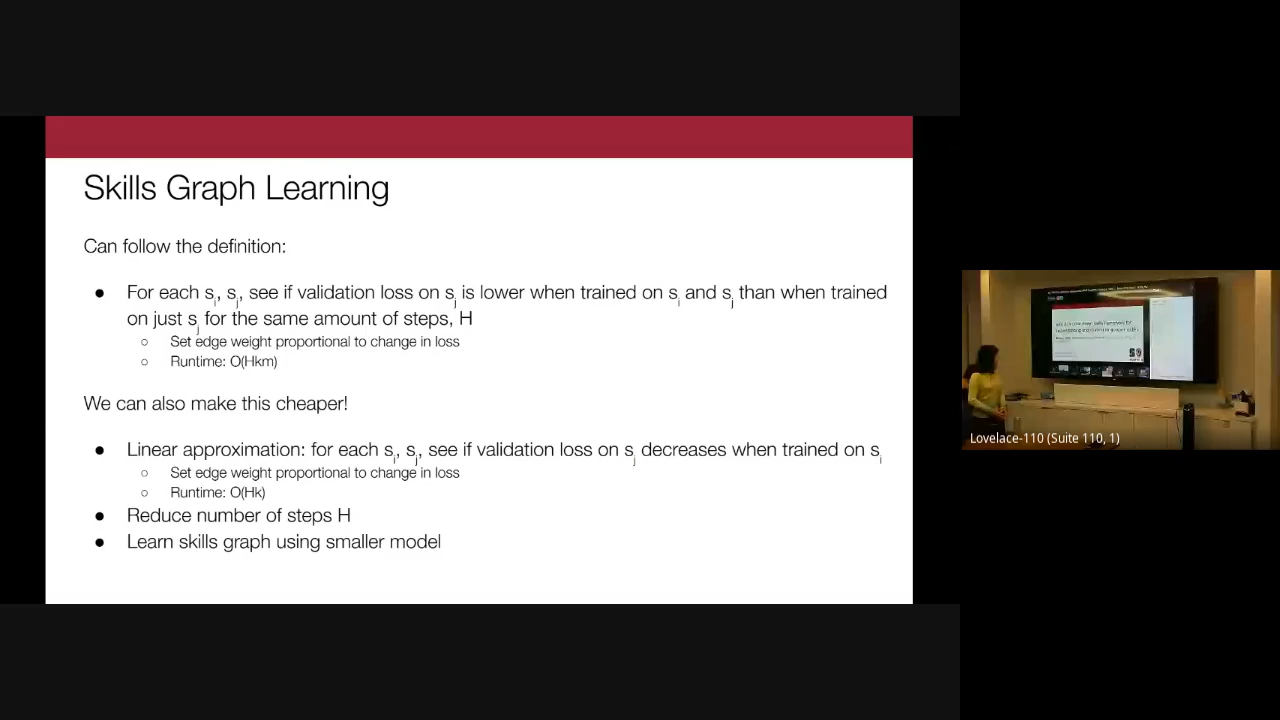 Skills Graph Learning
Can follow the definition:
● For each si, sj, see if validation loss on sj is lower when trained on si and sj than when trained
on just sj for the same amount of steps, H
○ Set edge weight proportional to change in loss
○ Runtime: O(Hkm)
We can also make this cheaper!
● Linear approximation: for each si, sj, see if validation loss on sj decreases when trained on si
○ Set edge weight proportional to change in loss
○ Runtime: O(Hk)
● Reduce number of steps H
● Learn skills graph using smaller model
Lovelace-110 (Suite 110, 1)